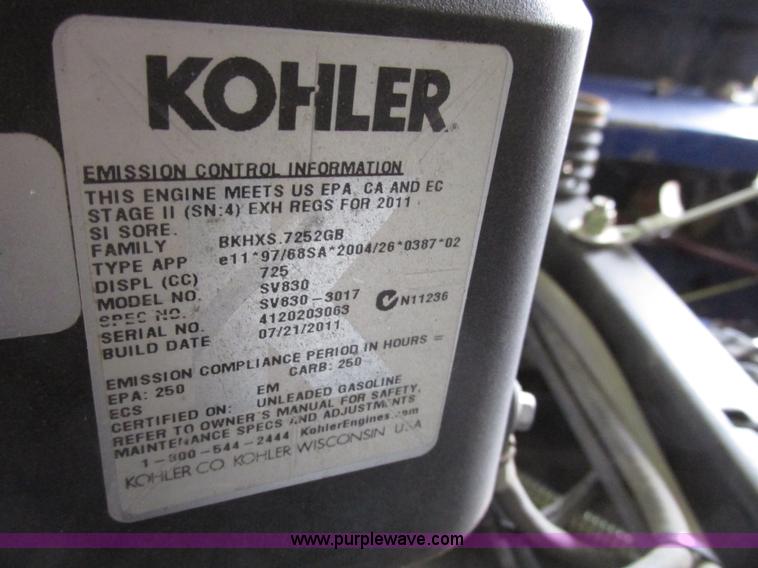 KOHLER
EMISSION CONTROL INFORMATION
THIS ENGINE MEETS US EPA, CA AND EC
STAGE II (SN:4) EXH REGS FOR 2011
SI SORE.
FAMILY BKHXS.7252GB
TYPE APP e11*97/68SA*2004/26*0387*02
DISPL (CC) 725
MODEL NO. SV830
SPEC NO. SV830-3017 N11236
SERIAL NO. 4120203063
BUILD DATE 07/21/2011
EMISSION COMPLIANCE PERIOD IN HOURS =
EPA: 250 CARB: 250
ECS EM
CERTIFIED ON: UNLEADED GASOLINE
REFER TO OWNER'S MANUAL FOR SAFETY,
MAINTENANCE SPECS AND ADJUSTMENTS
1-800-544-2444 KohlerEngines.com
KOHLER CO. KOHLER WISCONSIN USA
www.purplewave.com